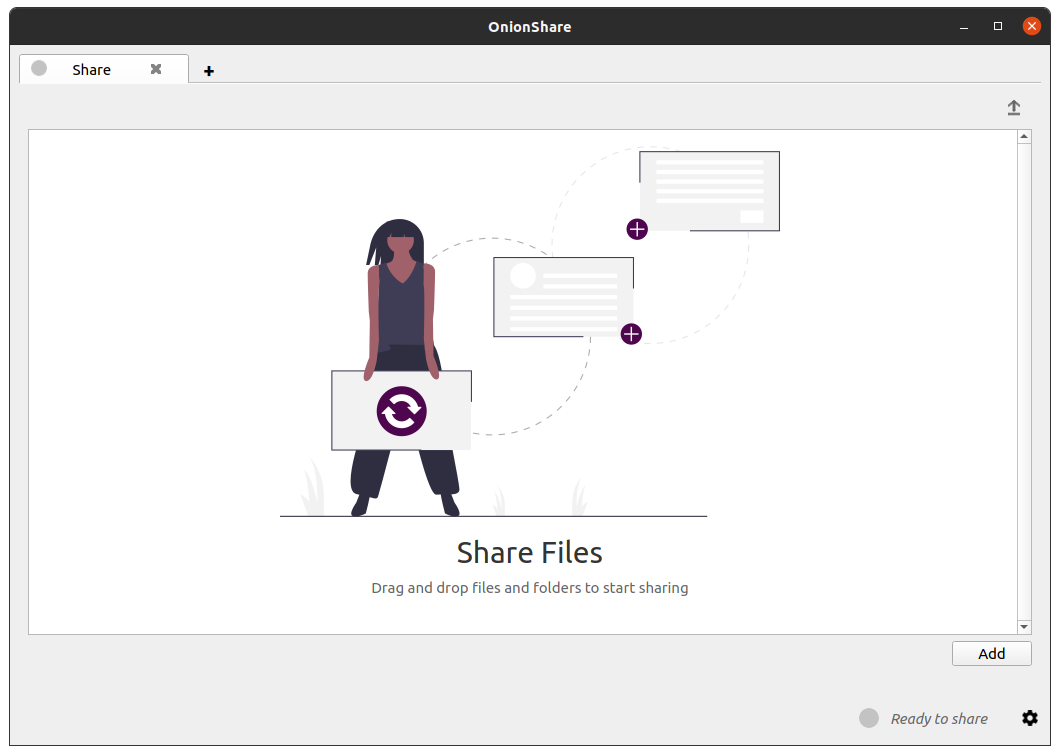 OnionShare
Share
Share Files
Drag and drop files and folders to start sharing
Add
Ready to share